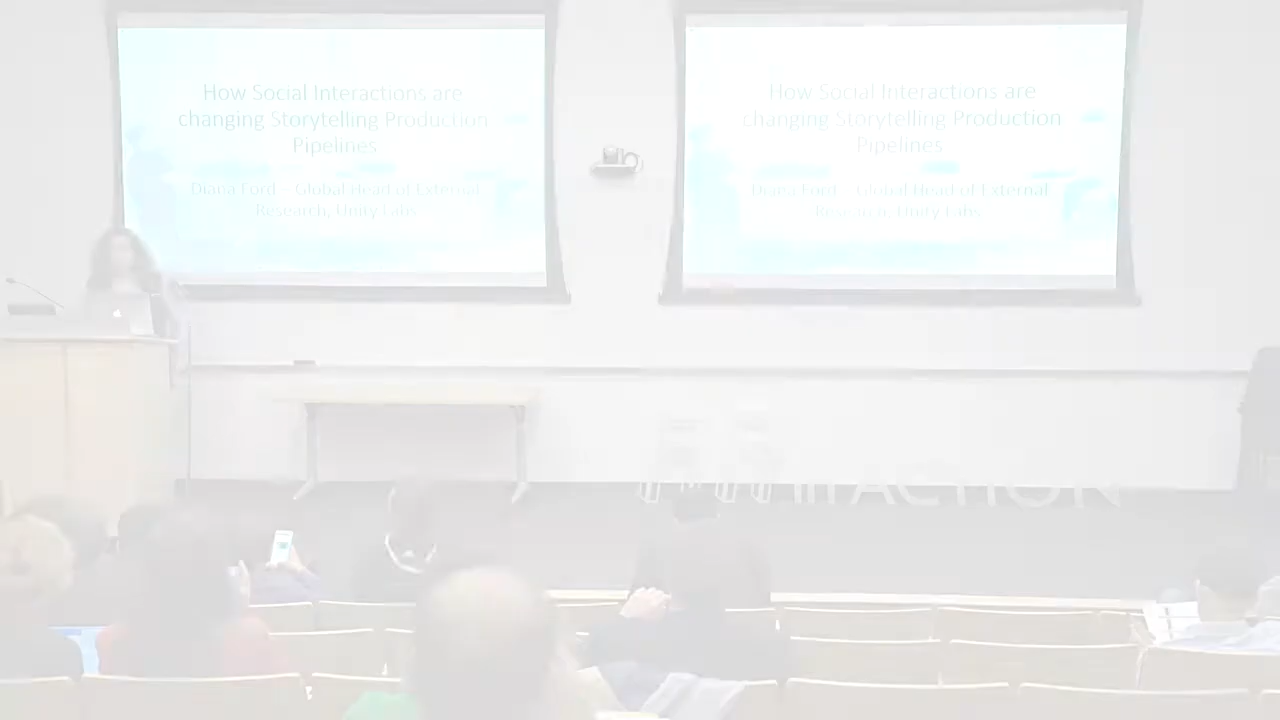 How Social Interactions are
changing Storytelling Production
Pipelines
Diana Ford - Global Head of External
Research, Unity Labs
How Social Interactions are
changing Storytelling Production
Pipelines
Diana Ford - Global Head of External
Research, Unity Labs
ACTION